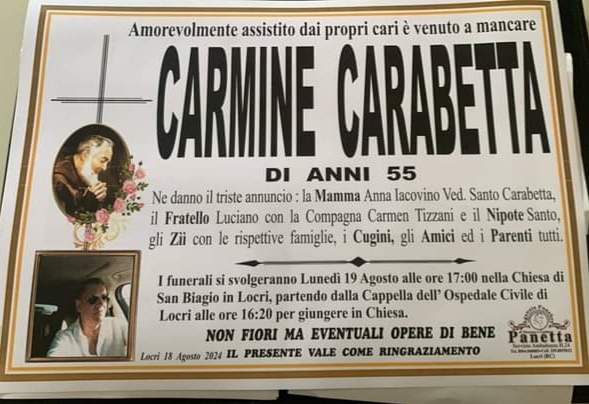 Amorevolmente assistito dai propri cari è venuto a mancare
CARMINE CARABETTA
DI ANNI 55
Ne danno il triste annuncio : la Mamma Anna Iacovino Ved. Santo Carabetta,
il Fratello Luciano con la Compagna Carmen Tizzani e il Nipote Santo,
gli Zii con le rispettive famiglie, i Cugini, gli Amici ed i Parenti tutti.
I funerali si svolgeranno Lunedì 19 Agosto alle ore 17:00 nella Chiesa di
San Biagio in Locri, partendo dalla Cappella dell' Ospedale Civile di
Locri alle ore 16:20 per giungere in Chiesa.
NON FIORI MA EVENTUALI OPERE DI BENE
Locri 18 Agosto 2024 IL PRESENTE VALE COME RINGRAZIAMENTO
Panetta
Servizio Ambulanza H.24
Locri (RC)